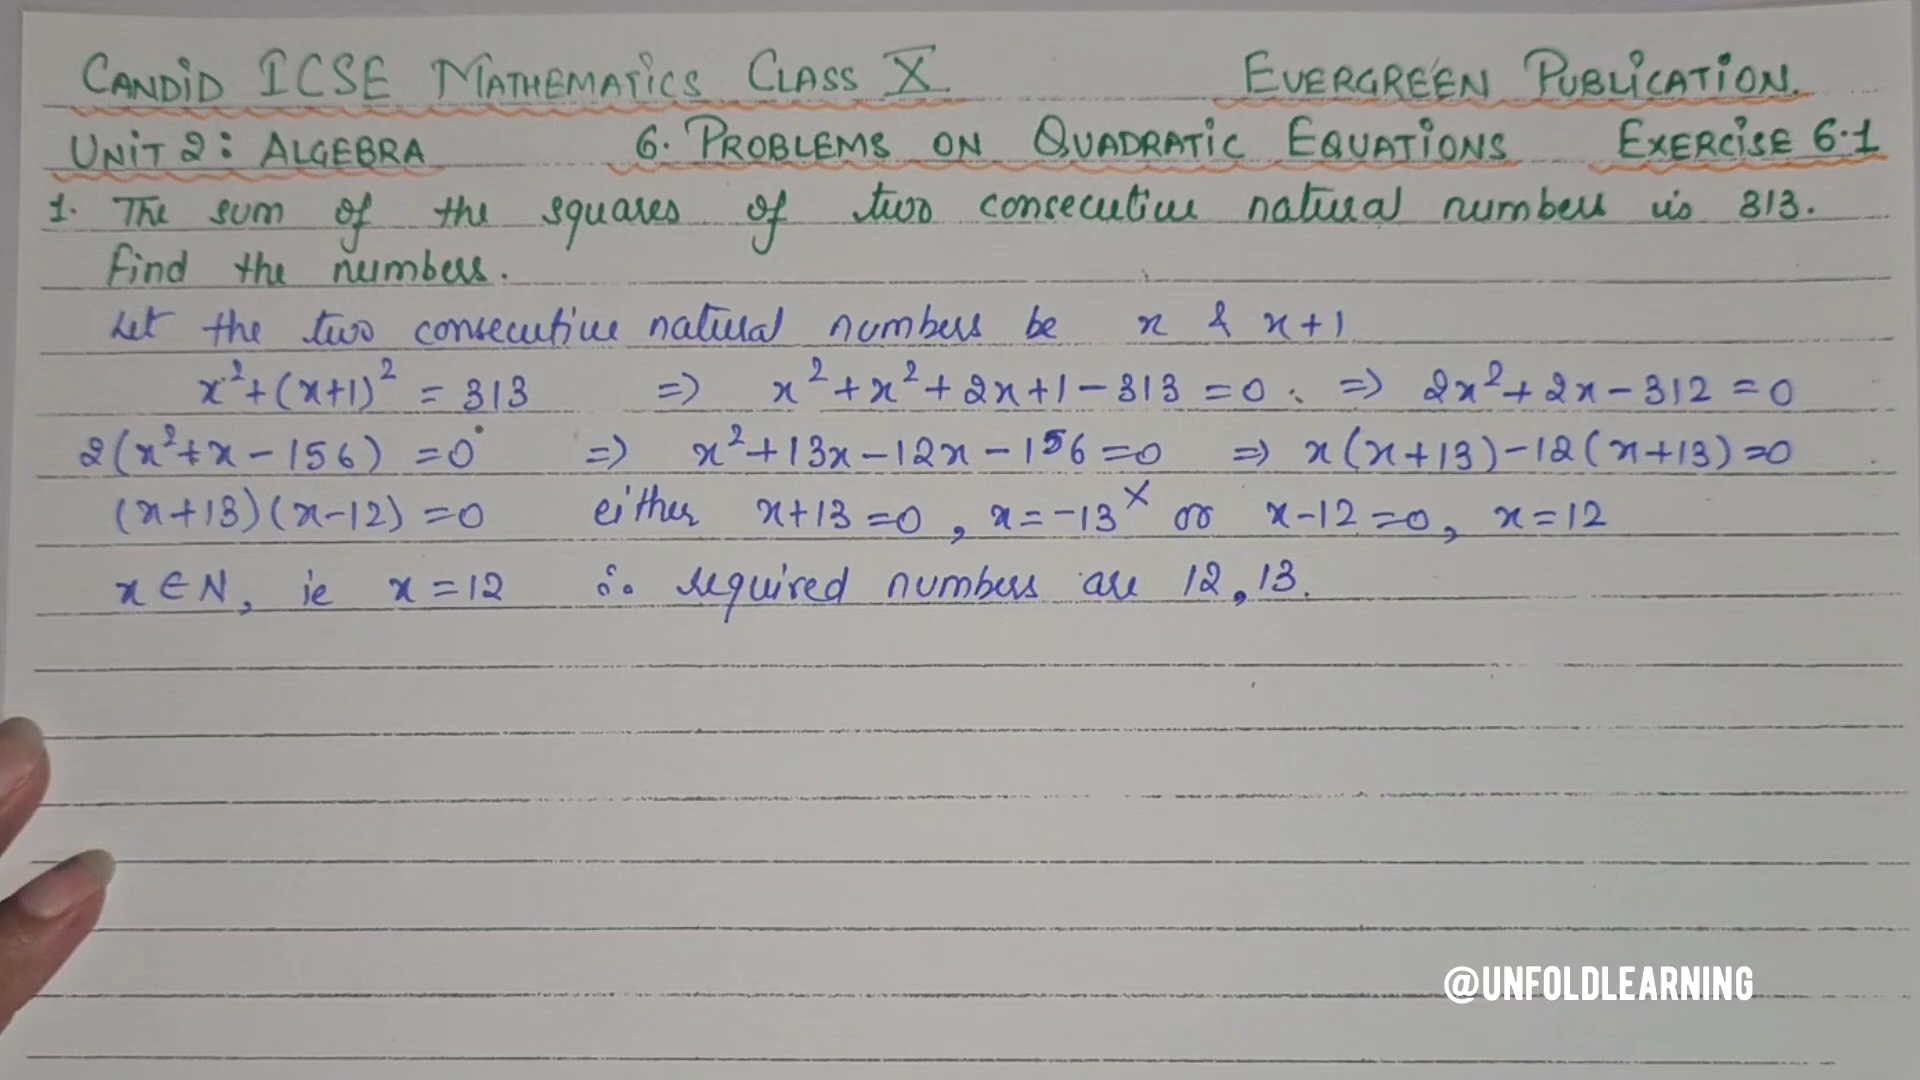 CANDID ICSE MATHEMATICS CLASS X EVERGREEN PUBLICATION.
UNIT 2: ALGEBRA 6. PROBLEMS ON QUADRATIC EQUATIONS EXERCISE 6.1
1. The sum of the squares of two consecutive natural numbers is 313.
Find the numbers.
Let the two consecutive natural numbers be x & x+1
x²+(x+1)² = 313 => x²+x²+2x+1-313=0. => 2x²+2x-312=0
2(x²+x-156)=0 => x²+13x-12x-156=0 => x(x+13)-12(x+13)=0
(x+13)(x-12)=0 either x+13=0, x=-13 × or x-12=0, x=12
x∈N, ie x=12 ∴ required numbers are 12,13.
@UNFOLDLEARNING